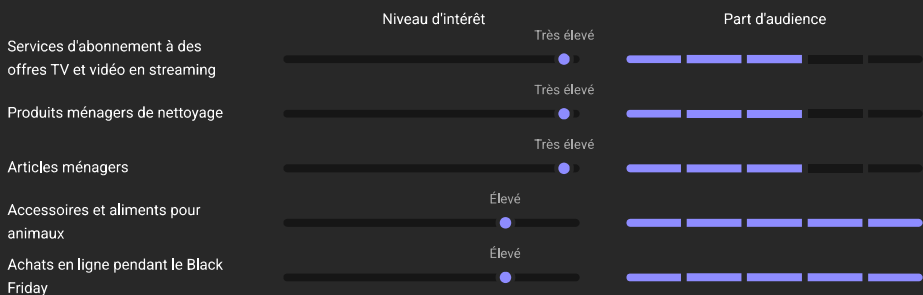 Niveau d'intérêt
Part d'audience
Services d'abonnement à des
offres TV et vidéo en streaming
Très élevé
Produits ménagers de nettoyage
Très élevé
Articles ménagers
Très élevé
Accessoires et aliments pour
animaux
Élevé
Achats en ligne pendant le Black
Friday
Élevé